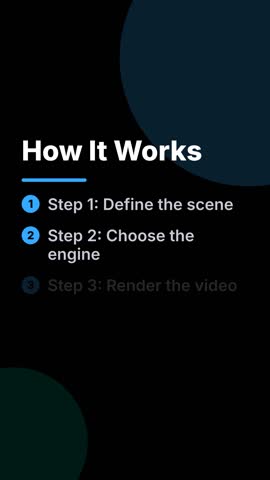 How It Works
1 Step 1: Define the scene
2 Step 2: Choose the
engine
3 Step 3: Render the video